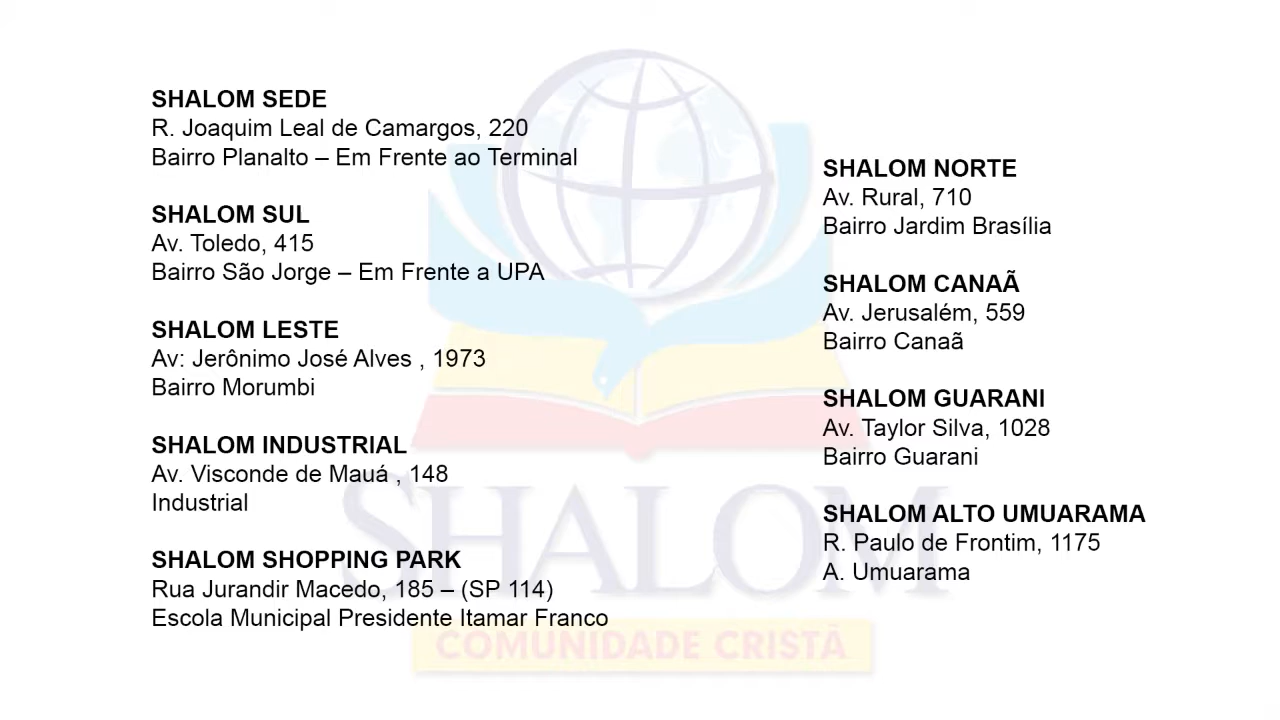 SHALOM SEDE
R. Joaquim Leal de Camargos, 220
Bairro Planalto – Em Frente ao Terminal
SHALOM SUL
Av. Toledo, 415
Bairro São Jorge – Em Frente a UPA
SHALOM LESTE
Av: Jerônimo José Alves , 1973
Bairro Morumbi
SHALOM INDUSTRIAL
Av. Visconde de Mauá , 148
Industrial
SHALOM SHOPPING PARK
Rua Jurandir Macedo, 185 – (SP 114)
Escola Municipal Presidente Itamar Franco
SHALOM NORTE
Av. Rural, 710
Bairro Jardim Brasília
SHALOM CANAÃ
Av. Jerusalém, 559
Bairro Canaã
SHALOM GUARANI
Av. Taylor Silva, 1028
Bairro Guarani
SHALOM ALTO UMUARAMA
R. Paulo de Frontim, 1175
A. Umuarama
SHALOM
COMUNIDADE CRISTÃ